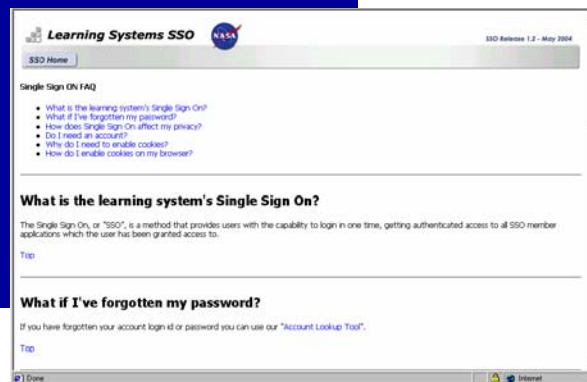 Learning Systems SSO
NASA
SSO Release 1.2 - May 2004
SSO Home
Single Sign ON FAQ
What is the learning system's Single Sign On?
What if I've forgotten my password?
How does Single Sign On affect my privacy?
Do I need an account?
Why do I need to enable cookies?
How do I enable cookies on my browser?
What is the learning system's Single Sign On?
The Single Sign On, or "SSO", is a method that provides users with the capability to login in one time, getting authenticated access to all SSO member
applications which the user has been granted access to.
Top
What if I've forgotten my password?
If you have forgotten your account login id or password you can use our "Account Lookup Tool".
Top
Done
Internet